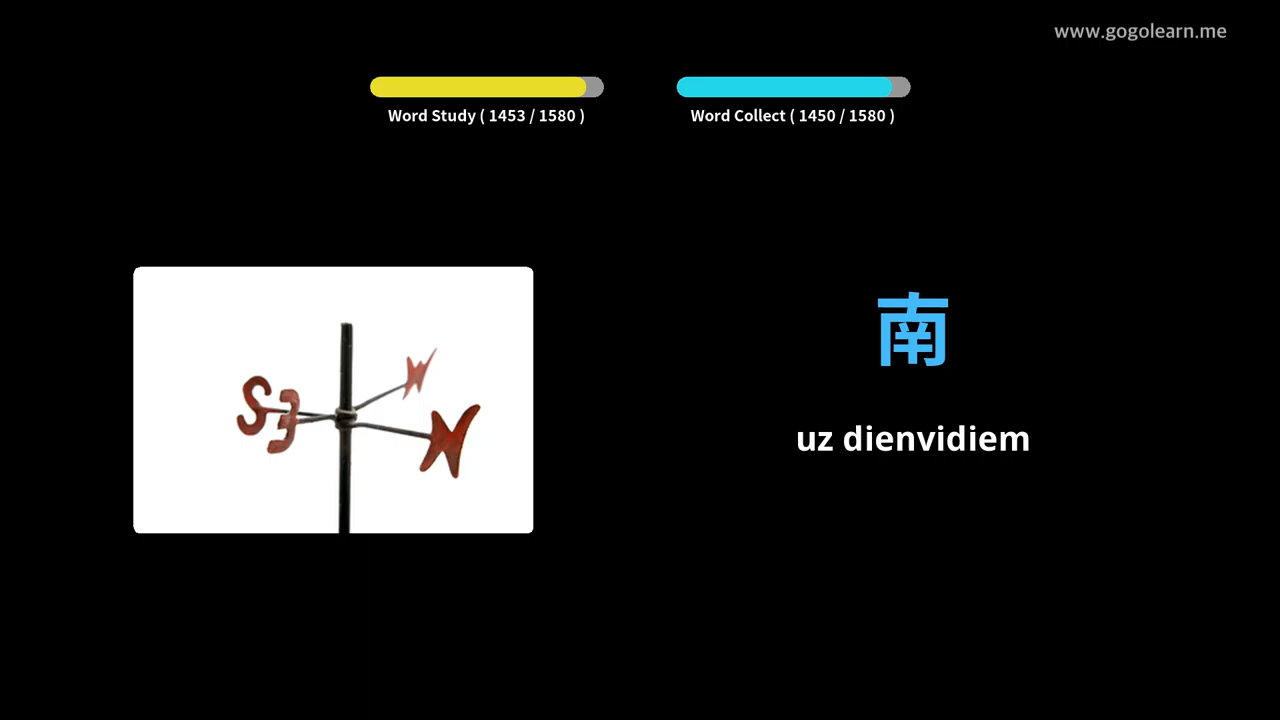 www.gogolearn.me
Word Study ( 1453 / 1580 )
Word Collect ( 1450 / 1580 )
南
uz dienvidiem
S E N W